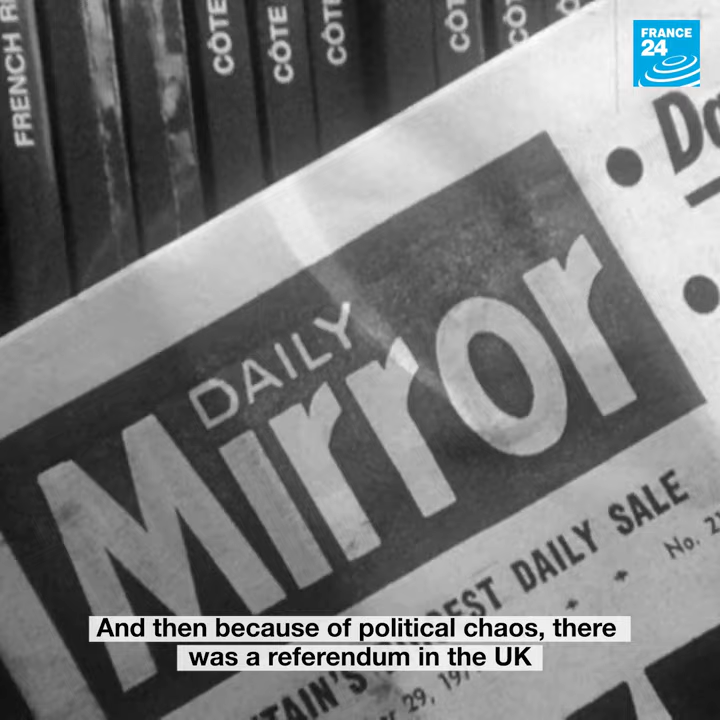 FRENCH
CÔTE
CÔTE
CÔTE
CÔTE
CÔTE
CÔTE
FRANCE
24
DAILY
Mirror
DAILY SALE
No.
29, 19
And then because of political chaos, there
was a referendum in the UK